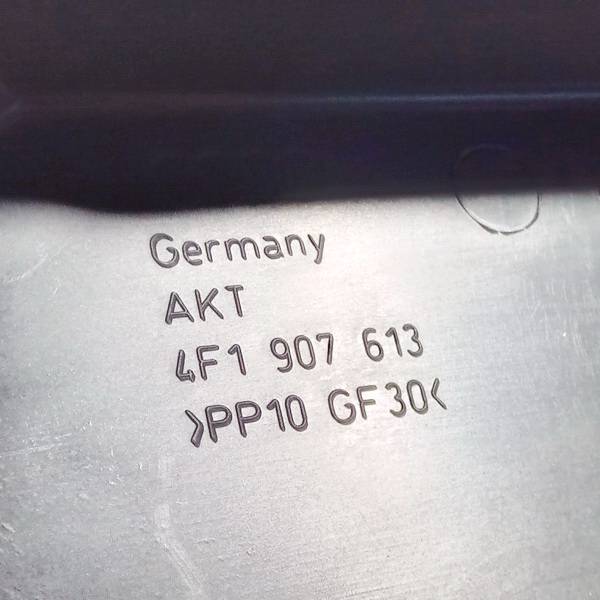 Germany
AKT
4F1 907 613
>PP10 GF30<